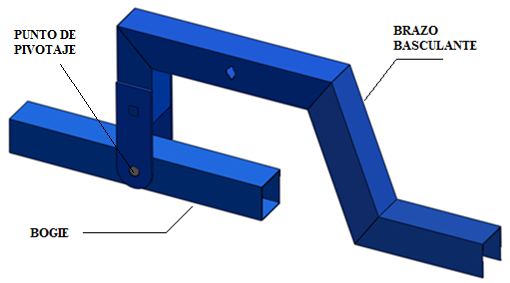 PUNTO DE
PIVOTAJE
BRAZO
BASCULANTE
BOGIE